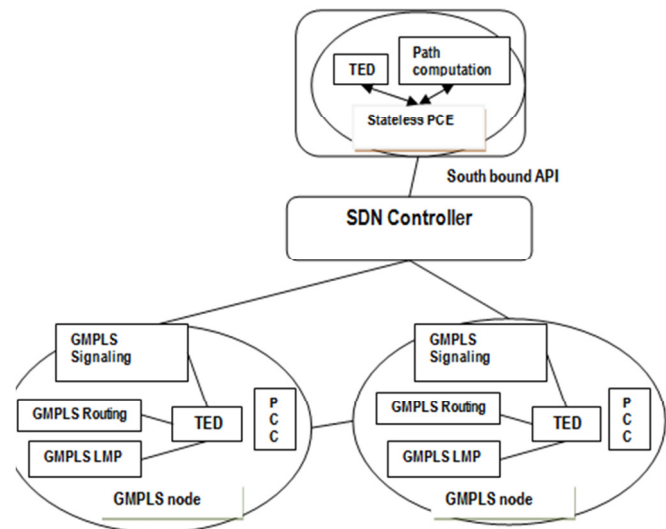 TED
Path
computation
Stateless PCE
South bound API
SDN Controller
GMPLS
Signaling
GMPLS Routing
TED
P
C
C
GMPLS LMP
GMPLS node
GMPLS
Signaling
GMPLS Routing
TED
P
C
C
GMPLS LMP
GMPLS node